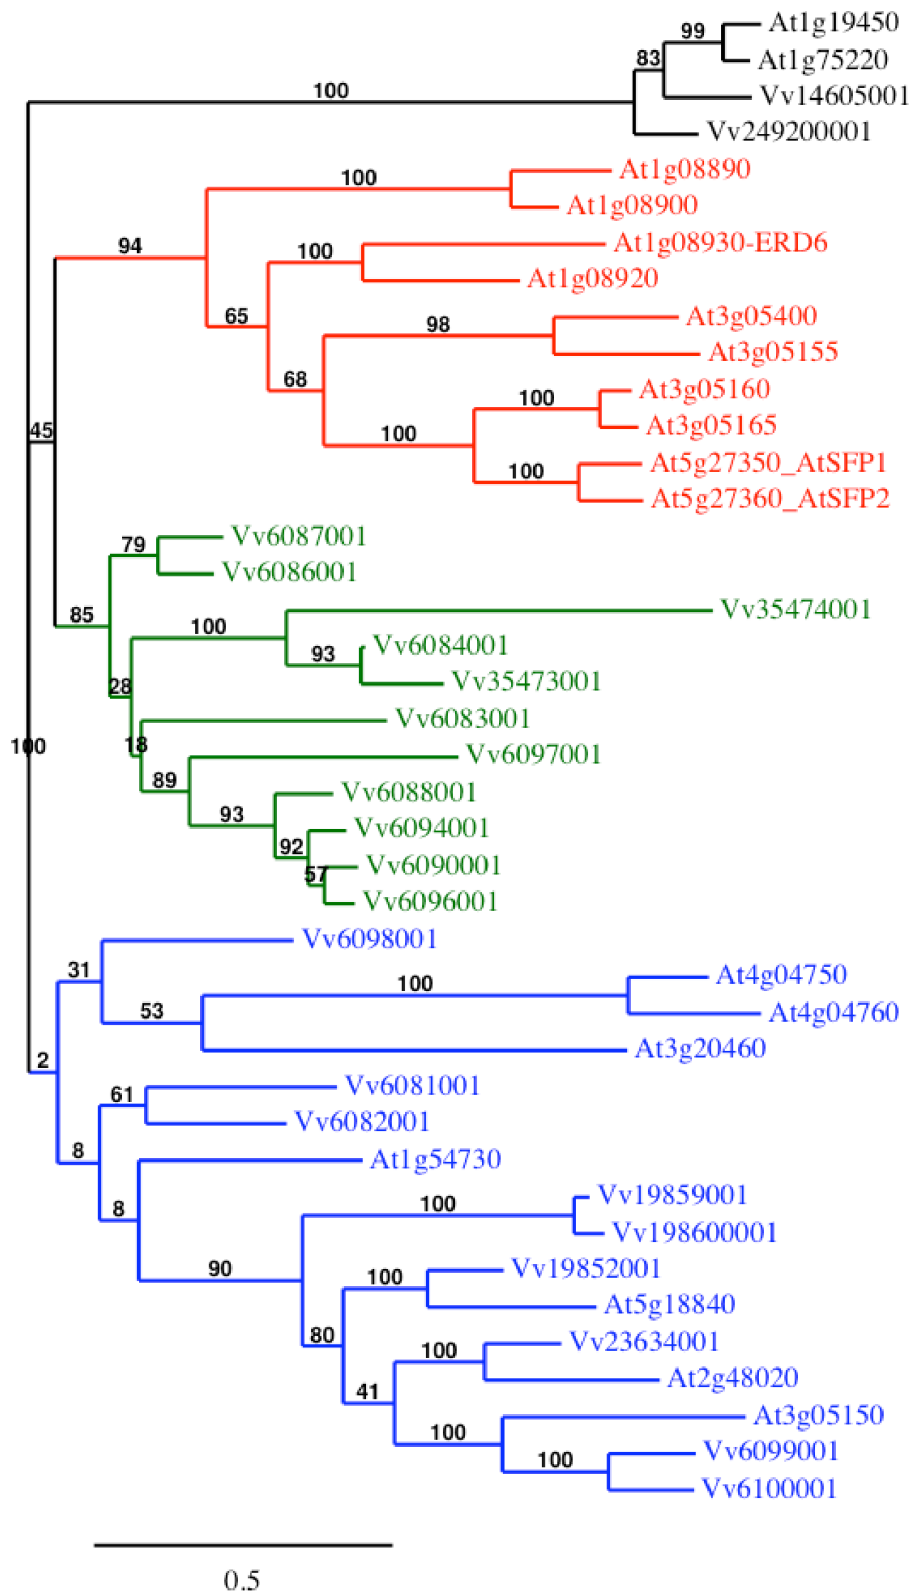 At1g19450
99
At1g75220
83
Vv14605001
100
Vv249200001
At1g08890
100
At1g08900
At1g08930-ERD6
94
100
At1g08920
65
At3g05400
98
At3g05155
68
At3g05160
100
At3g05165
45
100
At5g27350_AtSFP1
100
At5g27360_AtSFP2
Vv6087001
79
Vv6086001
85
Vv35474001
100
Vv6084001
93
Vv35473001
28
Vv6083001
100
18
Vv6097001
89
Vv6088001
93
Vv6094001
92
Vv6090001
57
Vv6096001
Vv6098001
31
At4g04750
100
53
At4g04760
At3g20460
2
Vv6081001
61
Vv6082001
8
At1g54730
Vv19859001
100
8
Vv198600001
90
Vv19852001
100
At5g18840
80
Vv23634001
100
At2g48020
41
At3g05150
100
Vv6099001
100
Vv6100001
0.5